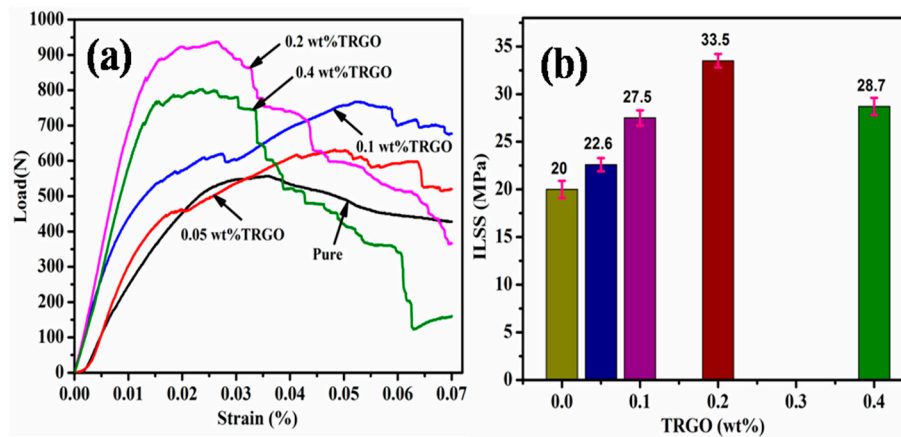 (a)
1000
900
800
700
600
500
400
300
200
100
0
Load(N)
0.2 wt%TRGO
0.4 wt%TRGO
0.1 wt%TRGO
0.05 wt%TRGO
Pure
0.00 0.01 0.02 0.03 0.04 0.05 0.06 0.07
Strain (%)
(b)
35
30
25
20
15
10
5
0
ILSS (MPa)
20
22.6
27.5
33.5
28.7
0.0 0.1 0.2 0.3 0.4
TRGO (wt%)